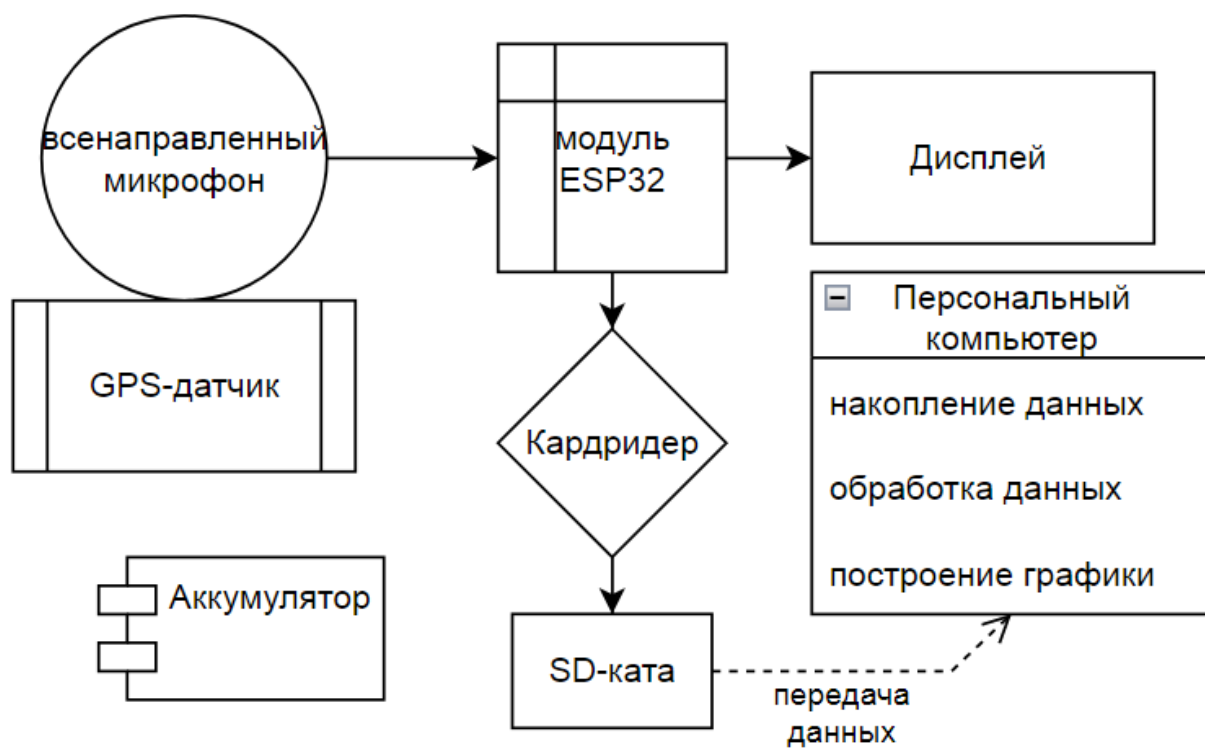 всенаправленный
микрофон
модуль
ESP32
Дисплей
GPS-датчик
Кардридер
Персональный
компьютер
накопление данных
обработка данных
построение графики
Аккумулятор
SD-ката
передача
данных